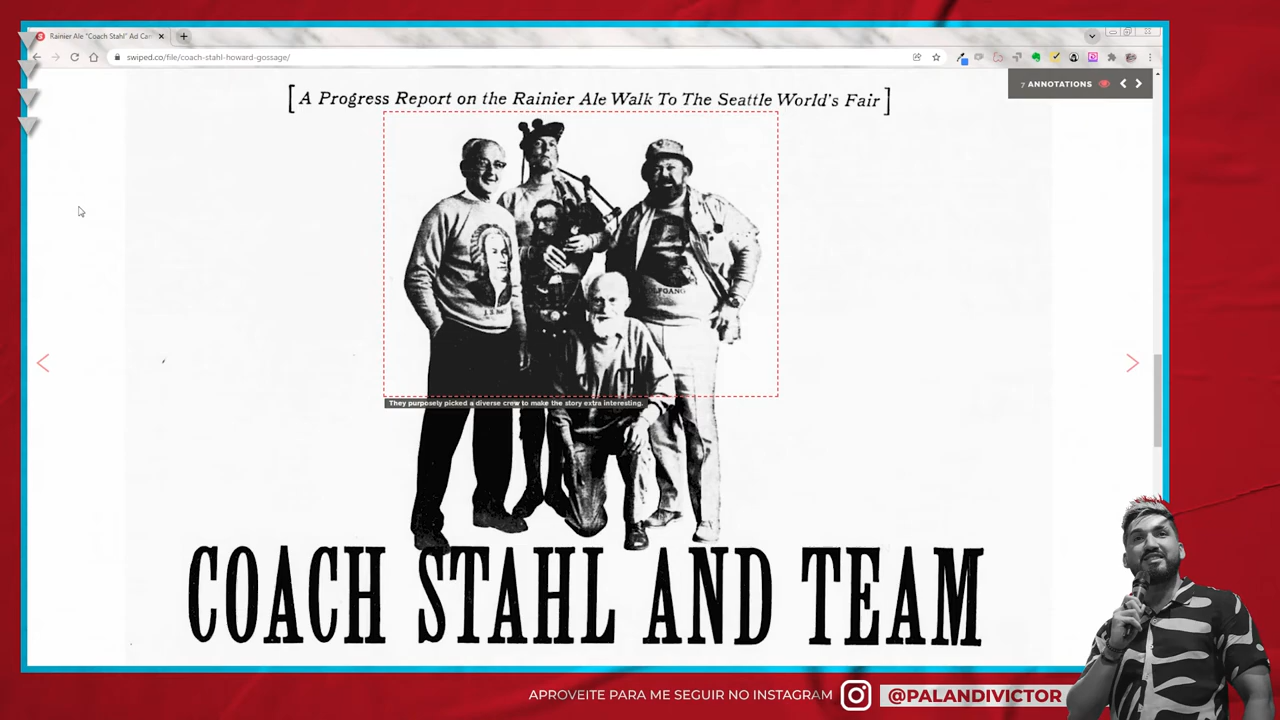 Rainier Ale "Coach Stahl" Ad Cam
swiped.co/file/coach-stahl-howard-gossage/
7 ANNOTATIONS
[A Progress Report on the Rainier Ale Walk To The Seattle World's Fair]
J.S.B.
LFGANG
They purposely picked a diverse crew to make the story extra interesting.
COACH STAHL AND TEAM
APROVEITE PARA ME SEGUIR NO INSTAGRAM
@PALANDIVICTOR